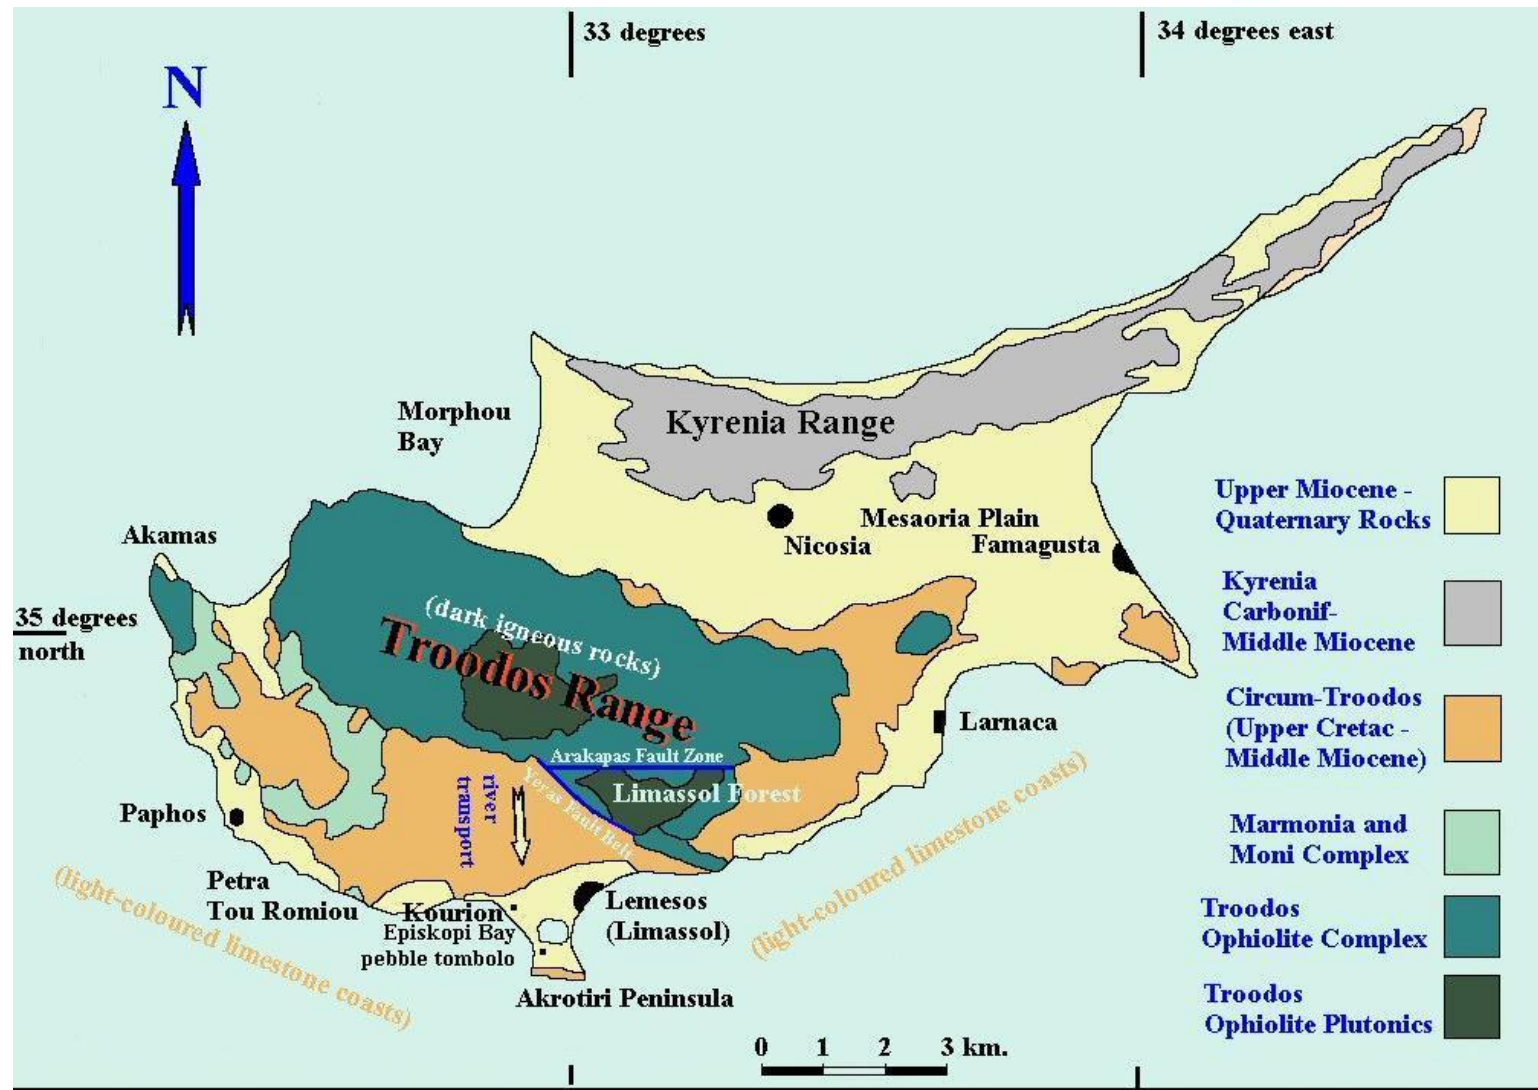 33 degrees
34 degrees east
N
Morphou
Bay
Kyrenia Range
Upper Miocene -
Quaternary Rocks
Mesaoria Plain
Nicosia
Famagusta
Akamas
Kyrenia
Carbonif-
Middle Miocene
35 degrees
north
(dark igneous rocks)
Troodos Range
Circum-Troodos
(Upper Cretac -
Middle Miocene)
Larnaca
Arakapas Fault Zone
Limassol Forest
Yeras Fault Belt
river
transport
Paphos
Marmonia and
Moni Complex
(light-coloured limestone coasts)
(light-coloured limestone coasts)
Petra
Tou Romiou
Kourion
Episkopi Bay
pebble tombolo
Lemesos
(Limassol)
Troodos
Ophiolite Complex
Akrotiri Peninsula
Troodos
Ophiolite Plutonics
0 1 2 3 km.